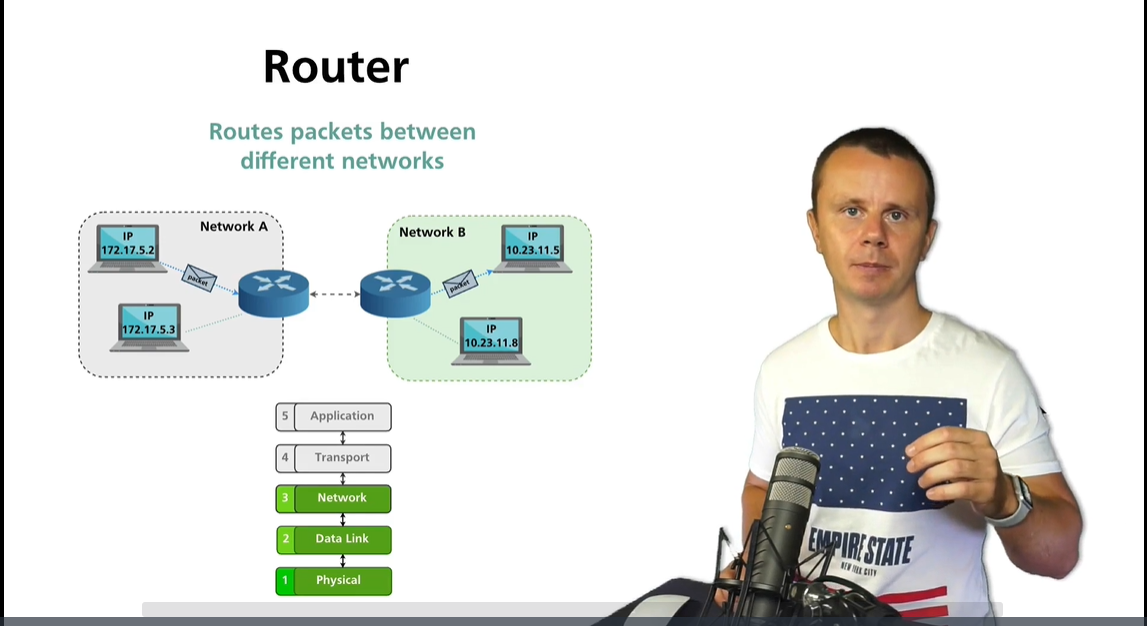 Router
Routes packets between
different networks
Network A
IP
172.17.5.2
packet
IP
172.17.5.3
Network B
IP
10.23.11.5
packet
IP
10.23.11.8
5 Application
4 Transport
3 Network
2 Data Link
1 Physical
EMPIRE STATE
NEW YORK CITY